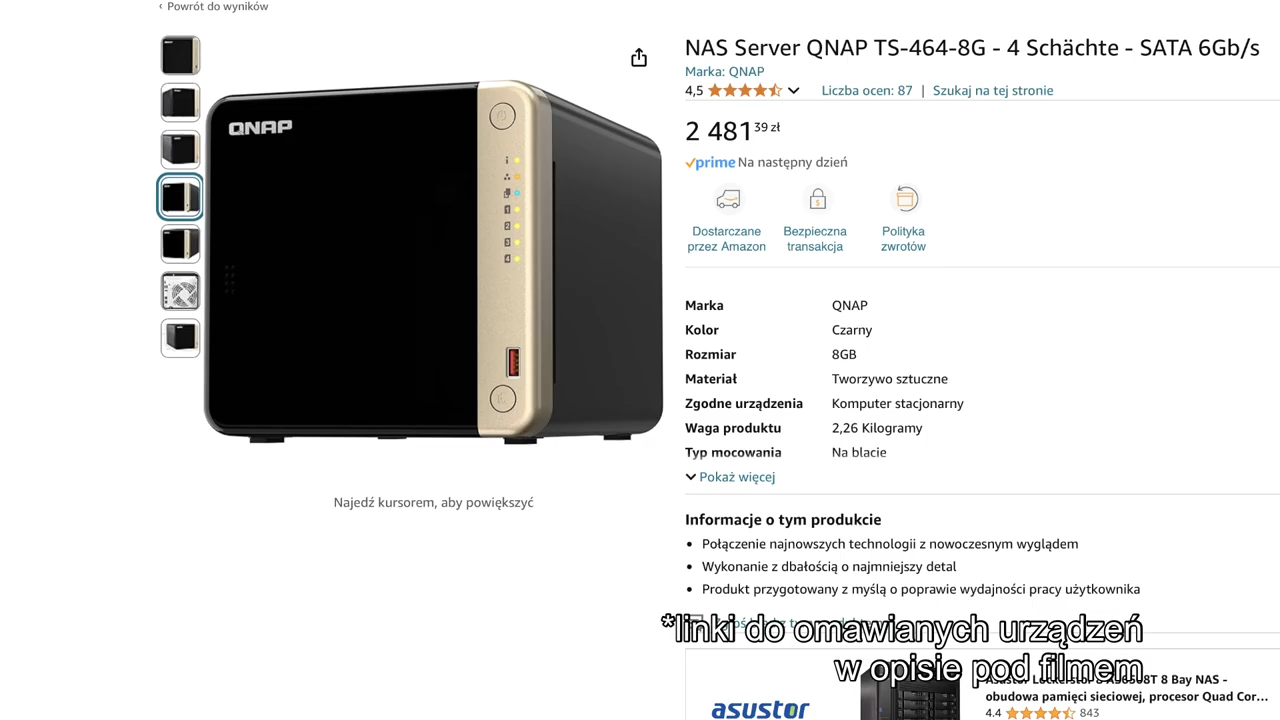 ‹ Powrót do wyników
QNAP
NAS Server QNAP TS-464-8G - 4 Schächte - SATA 6Gb/s
Marka: QNAP
4,5
Liczba ocen: 87 | Szukaj na tej stronie
2 481 39 zł
prime Na następny dzień
Dostarczane przez Amazon
Bezpieczna transakcja
Polityka zwrotów
Marka QNAP
Kolor Czarny
Rozmiar 8GB
Materiał Tworzywo sztuczne
Zgodne urządzenia Komputer stacjonarny
Waga produktu 2,26 Kilogramy
Typ mocowania Na blacie
Pokaż więcej
Najedź kursorem, aby powiększyć
Informacje o tym produkcie
• Połączenie najnowszych technologii z nowoczesnym wyglądem
• Wykonanie z dbałością o najmniejszy detal
• Produkt przygotowany z myślą o poprawie wydajności pracy użytkownika
*linki do omawianych urządzeń
w opisie pod filmem
8 Bay NAS -
obudowa pamięci sieciowej, procesor Quad Cor...
4.4 843
asustor